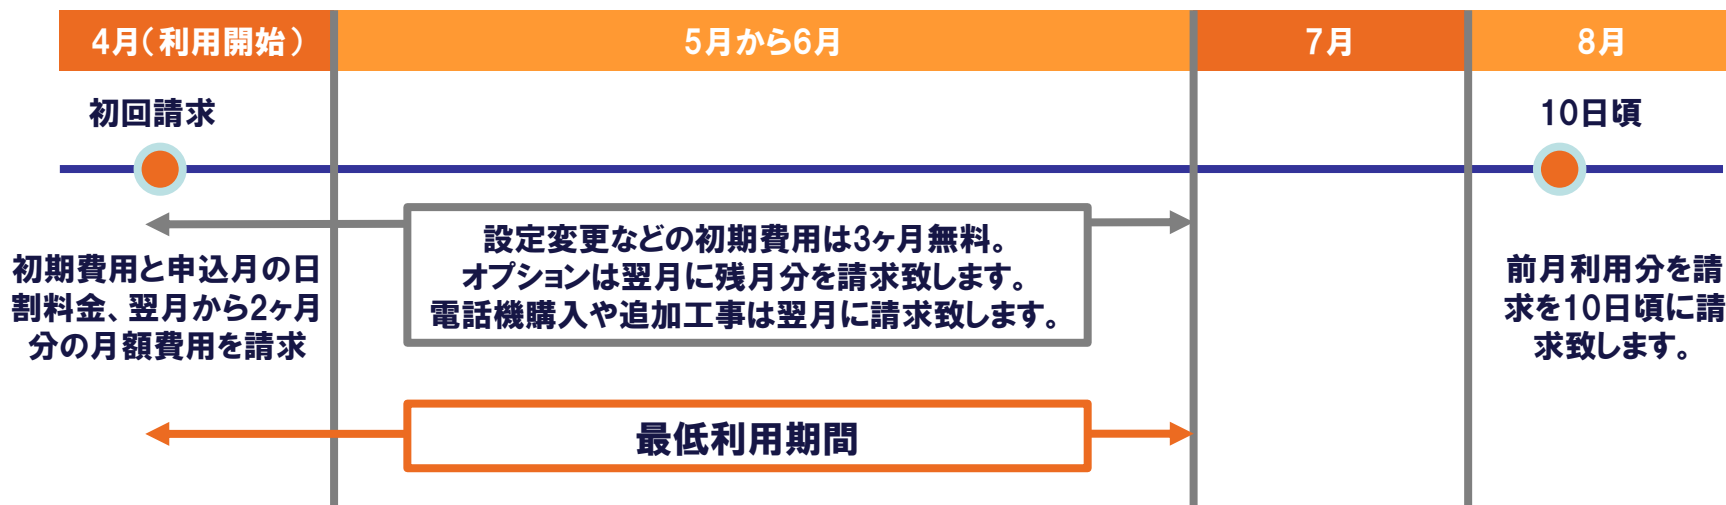 4月(利用開始)
5月から6月
7月
8月
初回請求
10日頃
設定変更などの初期費用は3ヶ月無料。
オプションは翌月に残月分を請求致します。
電話機購入や追加工事は翌月に請求致します。
初期費用と申込月の日
割料金、翌月から2ヶ月
分の月額費用を請求
前月利用分を請
求を10日頃に請
求致します。
最低利用期間